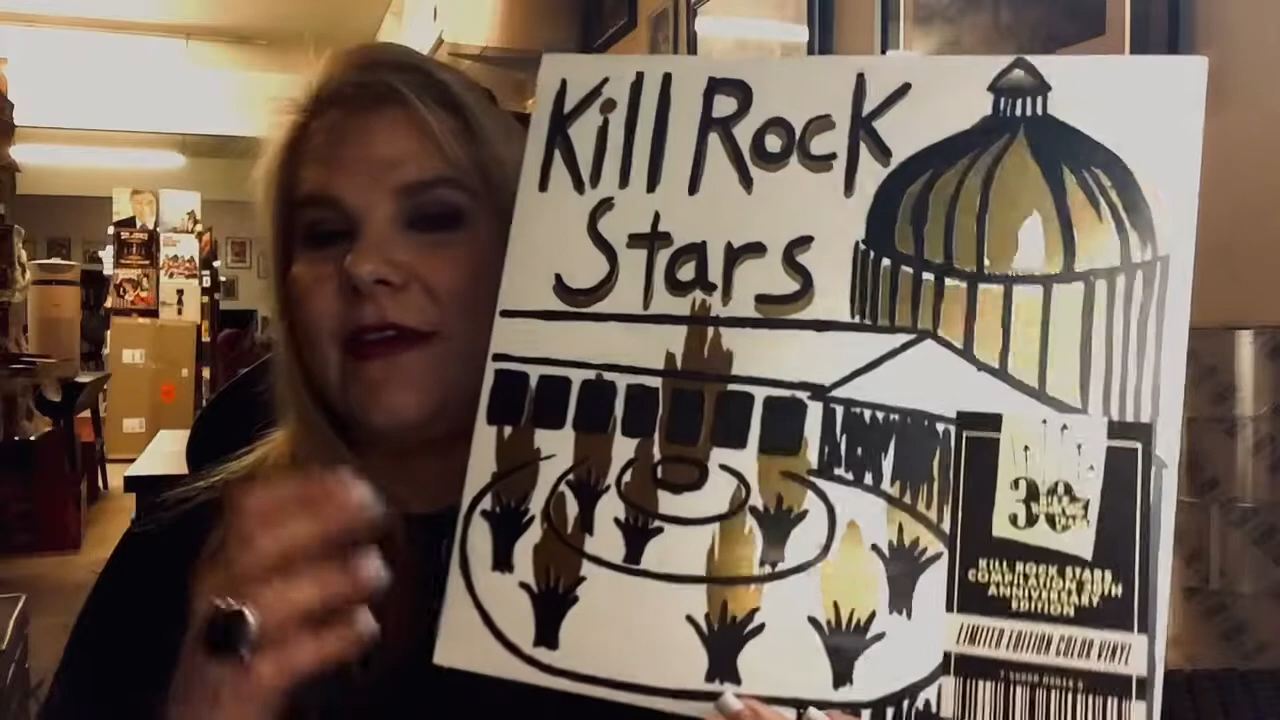 Kill Rock
Stars
30
KILL ROCK STARS
COMPILATION 30TH
ANNIVERSARY
EDITION
LIMITED EDITION COLOR VINYL